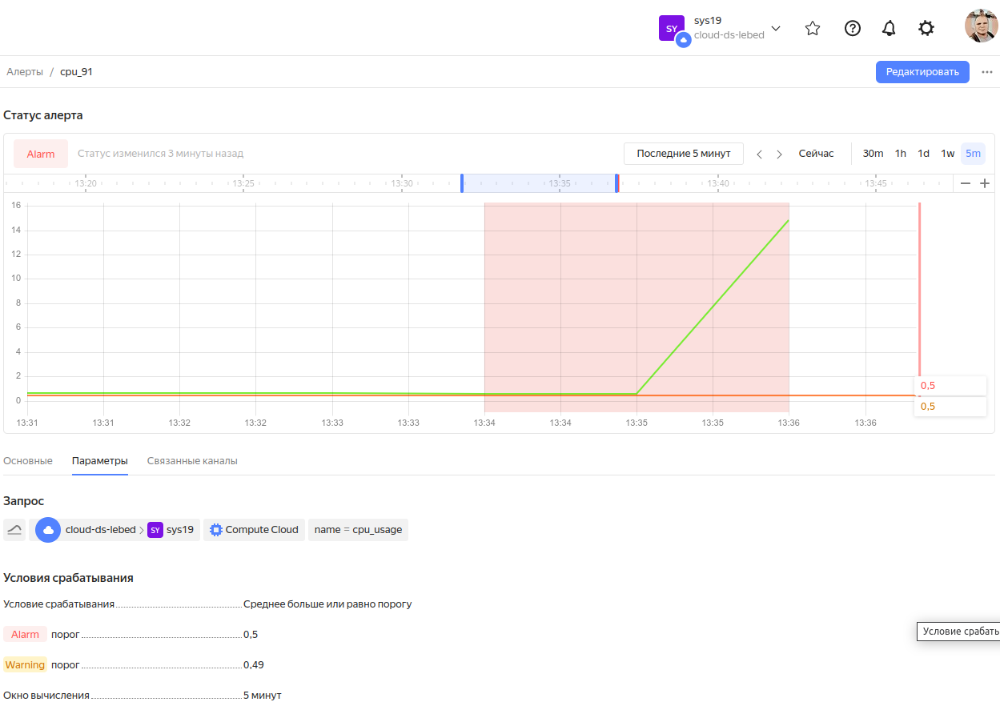 SY sys19
cloud-ds-lebed
Алерты / cpu_91
Редактировать
Статус алерта
Alarm Статус изменился 3 минуты назад Последние 5 минут Сейчас 30m 1h 1d 1w 5m
13:20 13:25 13:30 13:35 13:40 13:45
16
14
12
10
8
6
4
2
0
0,5
0,5
13:31 13:31 13:32 13:32 13:33 13:33 13:34 13:34 13:35 13:35 13:36 13:36
Основные Параметры Связанные каналы
Запрос
cloud-ds-lebed > SY sys19 Compute Cloud name = cpu_usage
Условия срабатывания
Условие срабатывания Среднее больше или равно порогу
Alarm порог 0,5
Условие срабать
Warning порог 0,49
Окно вычисления 5 минут